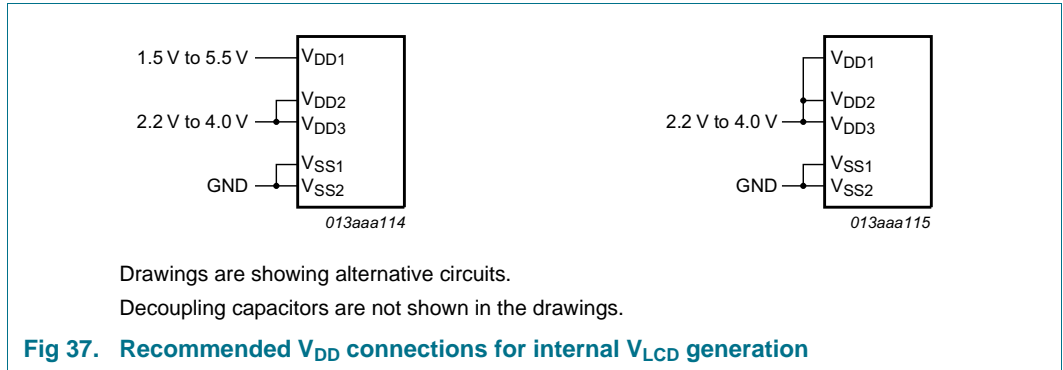 1.5 V to 5.5 V
VDD1
VDD2
2.2 V to 4.0 V
VDD3
VSS1
GND
VSS2
013aaa114
VDD1
VDD2
2.2 V to 4.0 V
VDD3
VSS1
GND
VSS2
013aaa115
Drawings are showing alternative circuits.
Decoupling capacitors are not shown in the drawings.
Fig 37. Recommended VDD connections for internal VLCD generation